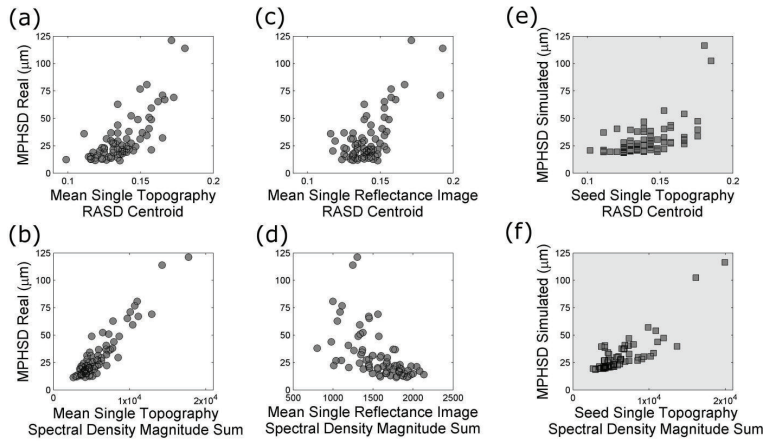 (a)
MPHSD Real (μm)
125
100
75
50
25
0
0.1
0.15
0.2
Mean Single Topography
RASD Centroid
(c)
125
100
75
50
25
0
0.1
0.15
0.2
Mean Single Reflectance Image
RASD Centroid
(e)
MPHSD Simulated (μm)
125
100
75
50
25
0
0.1
0.15
0.2
Seed Single Topography
RASD Centroid
(b)
MPHSD Real (μm)
125
100
75
50
25
0
0
1x10⁴
2x10⁴
Mean Single Topography
Spectral Density Magnitude Sum
(d)
125
100
75
50
25
0
500
1000
1500
2000
2500
Mean Single Reflectance Image
Spectral Density Magnitude Sum
(f)
MPHSD Simulated (μm)
125
100
75
50
25
0
0
1x10⁴
2x10⁴
Seed Single Topography
Spectral Density Magnitude Sum